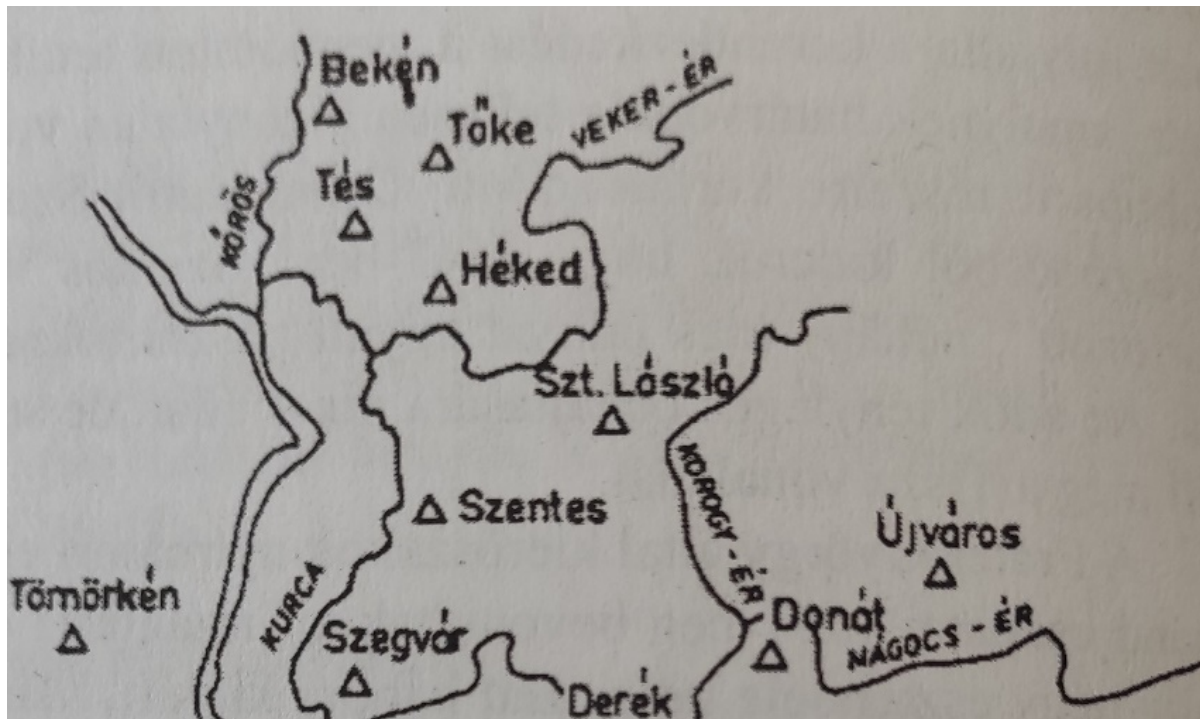 Bekén
Tőke
VEKER-ÉR
Tés
KÖRÖS
Héked
Szt. László
KOROGY-ÉR
Szentes
Újváros
Tömörkén
KURCA
Szegvár
Donát
NÁGOCS-ÉR
Derék